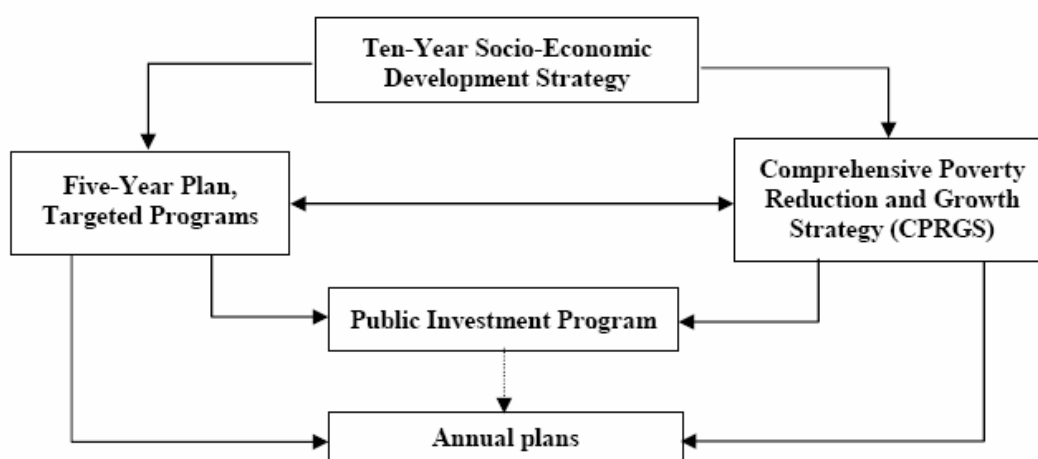 Ten-Year Socio-Economic
Development Strategy
Five-Year Plan,
Targeted Programs
Comprehensive Poverty
Reduction and Growth
Strategy (CPRGS)
Public Investment Program
Annual plans